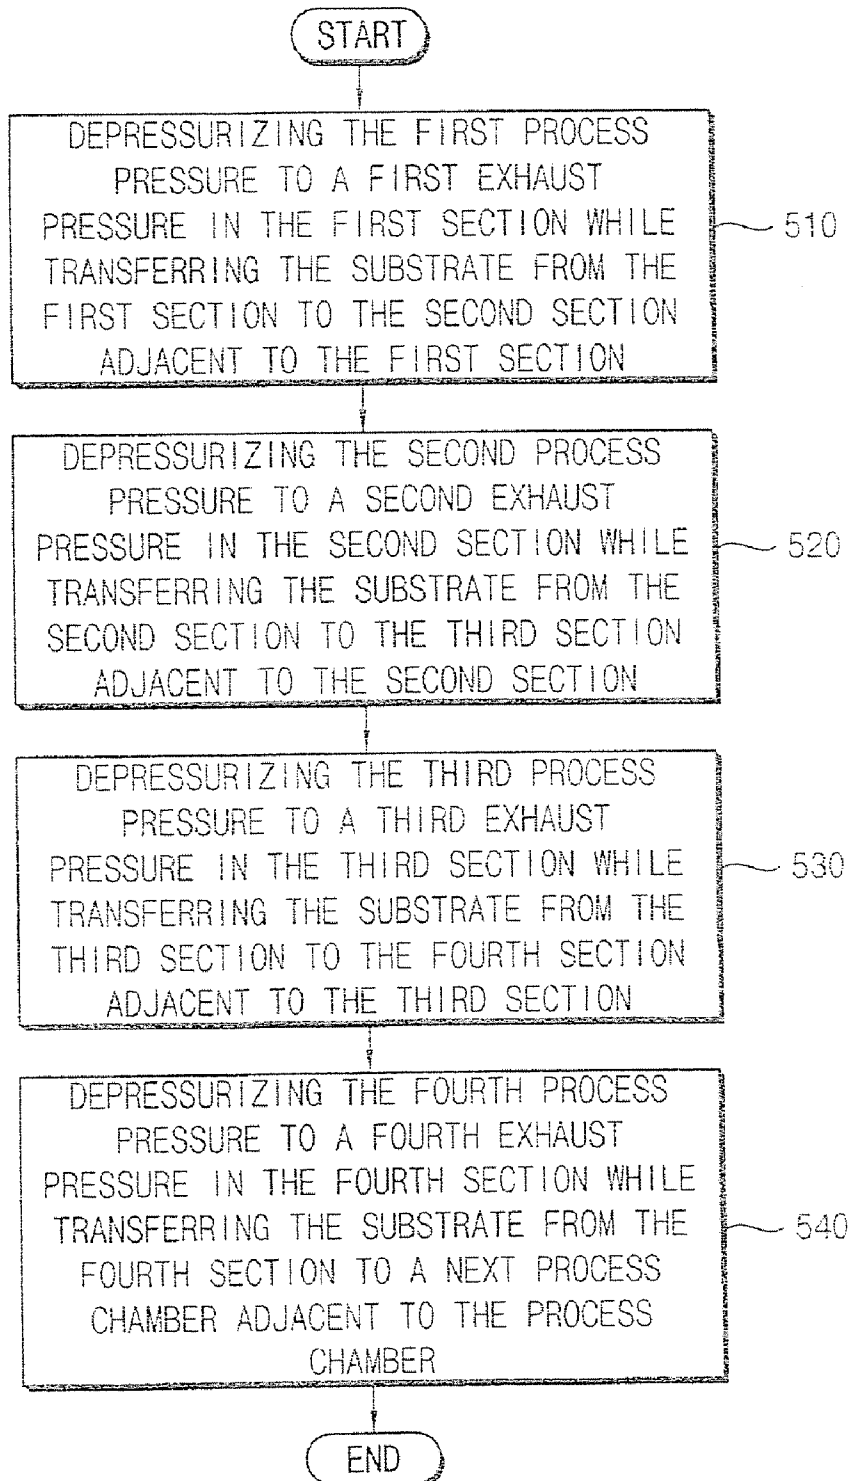 START
DEPRESSURIZING THE FIRST PROCESS
PRESSURE TO A FIRST EXHAUST
PRESSURE IN THE FIRST SECTION WHILE
TRANSFERRING THE SUBSTRATE FROM THE
FIRST SECTION TO THE SECOND SECTION
ADJACENT TO THE FIRST SECTION
510
DEPRESSURIZING THE SECOND PROCESS
PRESSURE TO A SECOND EXHAUST
PRESSURE IN THE SECOND SECTION WHILE
TRANSFERRING THE SUBSTRATE FROM THE
SECOND SECTION TO THE THIRD SECTION
ADJACENT TO THE SECOND SECTION
520
DEPRESSURIZING THE THIRD PROCESS
PRESSURE TO A THIRD EXHAUST
PRESSURE IN THE THIRD SECTION WHILE
TRANSFERRING THE SUBSTRATE FROM THE
THIRD SECTION TO THE FOURTH SECTION
ADJACENT TO THE THIRD SECTION
530
DEPRESSURIZING THE FOURTH PROCESS
PRESSURE TO A FOURTH EXHAUST
PRESSURE IN THE FOURTH SECTION WHILE
TRANSFERRING THE SUBSTRATE FROM THE
FOURTH SECTION TO A NEXT PROCESS
CHAMBER ADJACENT TO THE PROCESS
CHAMBER
540
END